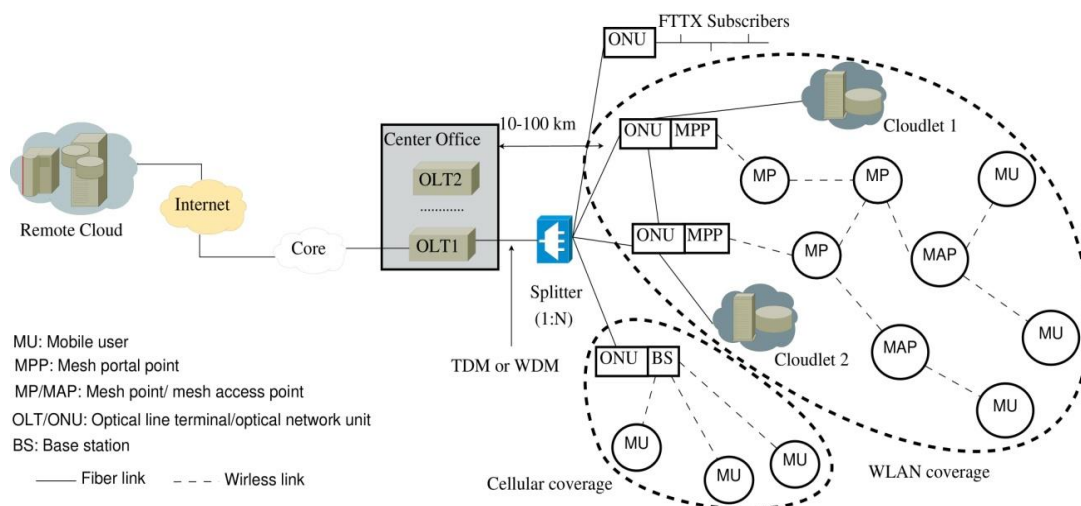 ONU
FTTX Subscribers
10-100 km
Cloudlet 1
ONU MPP
Center Office
OLT2
............
OLT1
MP
MP
MU
Internet
Remote Cloud
Core
ONU MPP
MP
MAP
Splitter
(1:N)
Cloudlet 2
MAP
MU
TDM or WDM
ONU BS
MU
MU
MU
MU
Cellular coverage
WLAN coverage
MU: Mobile user
MPP: Mesh portal point
MP/MAP: Mesh point/ mesh access point
OLT/ONU: Optical line terminal/optical network unit
BS: Base station
Fiber link
Wirless link